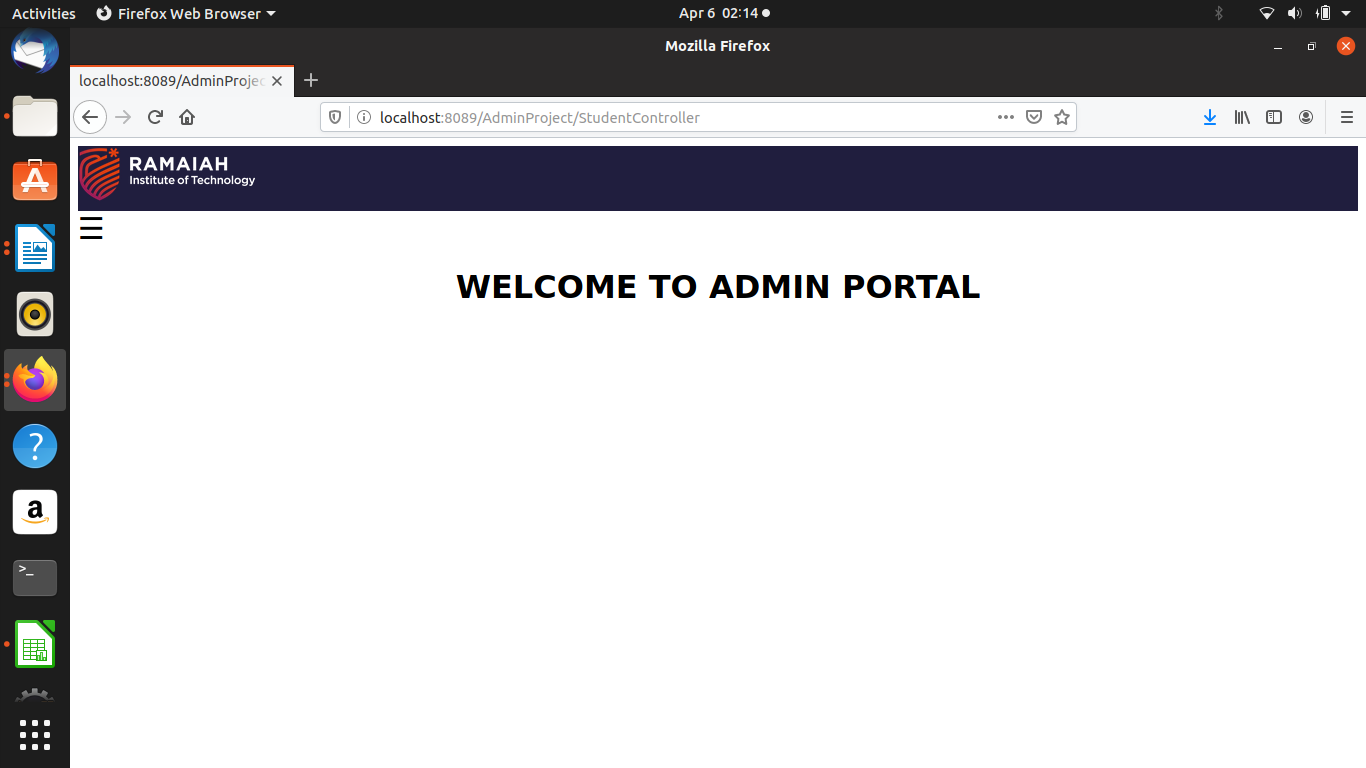 Activities Firefox Web Browser Apr 6 02:14
Mozilla Firefox
localhost:8089/AdminProjec
localhost:8089/AdminProject/StudentController
RAMAIAH
Institute of Technology
☰
WELCOME TO ADMIN PORTAL
?
a
>_